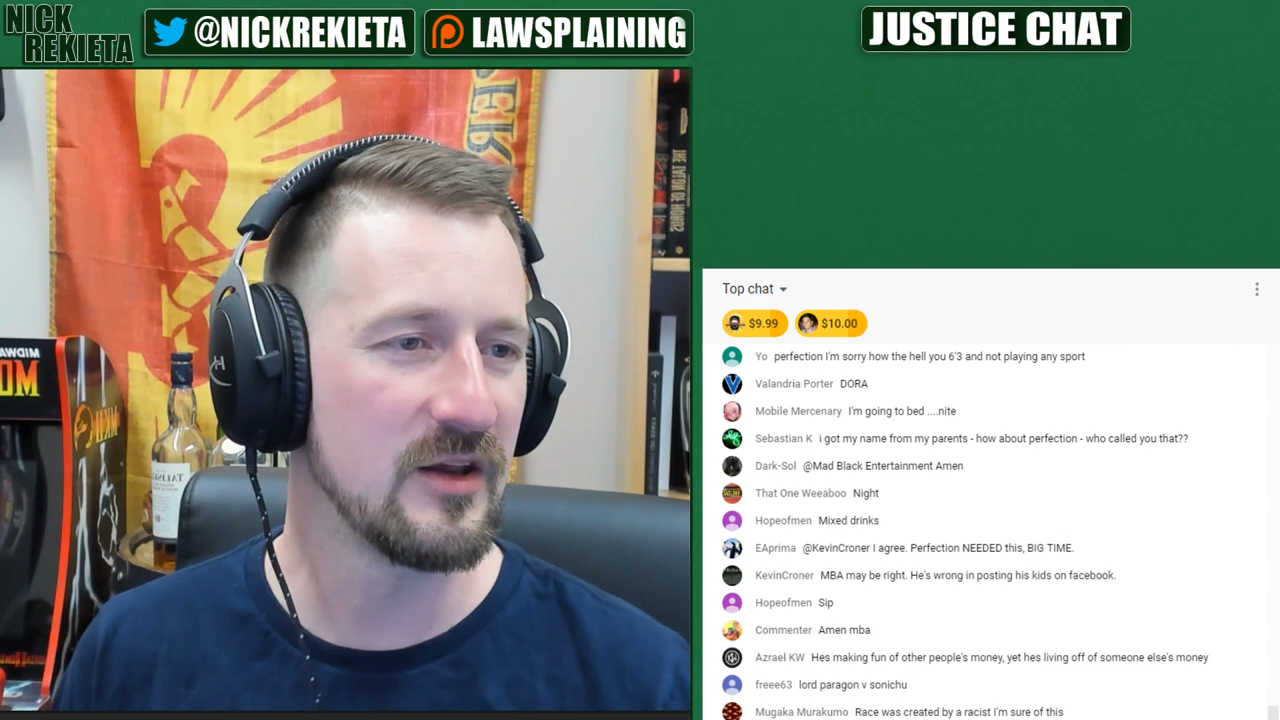 NICK
REKIETA
@NICKREKIETA
LAWSPLAINING
JUSTICE CHAT
Top chat
$9.99
$10.00
Yo perfection I'm sorry how the hell you 6'3 and not playing any sport
Valandria Porter DORA
Mobile Mercenary I'm going to bed ....nite
Sebastian K i got my name from my parents - how about perfection - who called you that??
Dark-Sol @Mad Black Entertainment Amen
That One Weeaboo Night
Hopeofmen Mixed drinks
EAprima @KevinCroner I agree. Perfection NEEDED this, BIG TIME.
KevinCroner MBA may be right. He's wrong in posting his kids on facebook.
Hopeofmen Sip
Commenter Amen mba
Azrael KW Hes making fun of other people's money, yet hes living off of someone else's money
freee63 lord paragon v sonichu
Mugaka Murakumo Race was created by a racist I'm sure of this
MIDWAY
MO
MKII
TALISKER